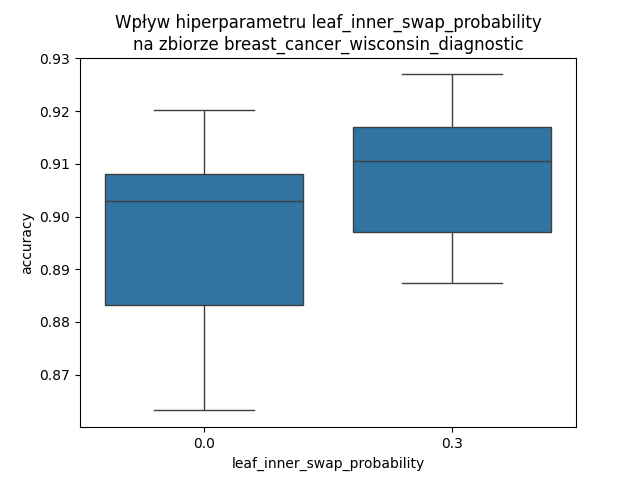 Wpływ hiperparametru leaf_inner_swap_probability
na zbiorze breast_cancer_wisconsin_diagnostic
0.93
0.92
0.91
0.90
0.89
0.88
0.87
accuracy
0.0
0.3
leaf_inner_swap_probability